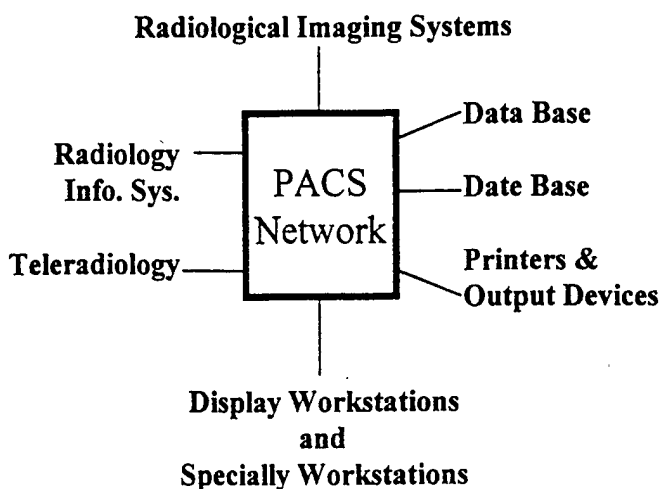 Radiological Imaging Systems
Data Base
Radiology
Info. Sys.
PACS
Network
Date Base
Teleradiology
Printers &
Output Devices
Display Workstations
and
Specially Workstations